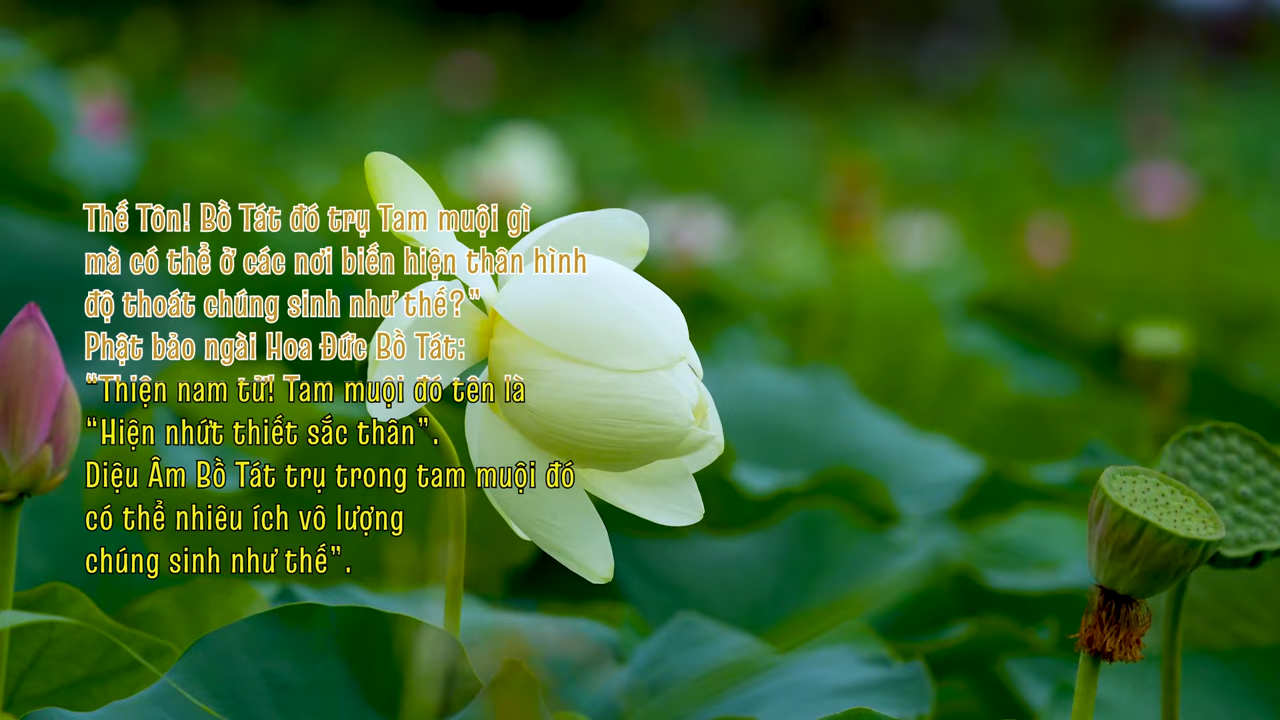 Thế Tôn! Bồ Tát đó trụ Tam muội gì
mà có thể ở các nơi biến hiện thân hình
độ thoát chúng sinh như thế?”
Phật bảo ngài Hoa Đức Bồ Tát:
“Thiện nam tử! Tam muội đó tên là
“Hiện nhứt thiết sắc thân”.
Diệu Âm Bồ Tát trụ trong tam muội đó
có thể nhiêu ích vô lượng
chúng sinh như thế”.